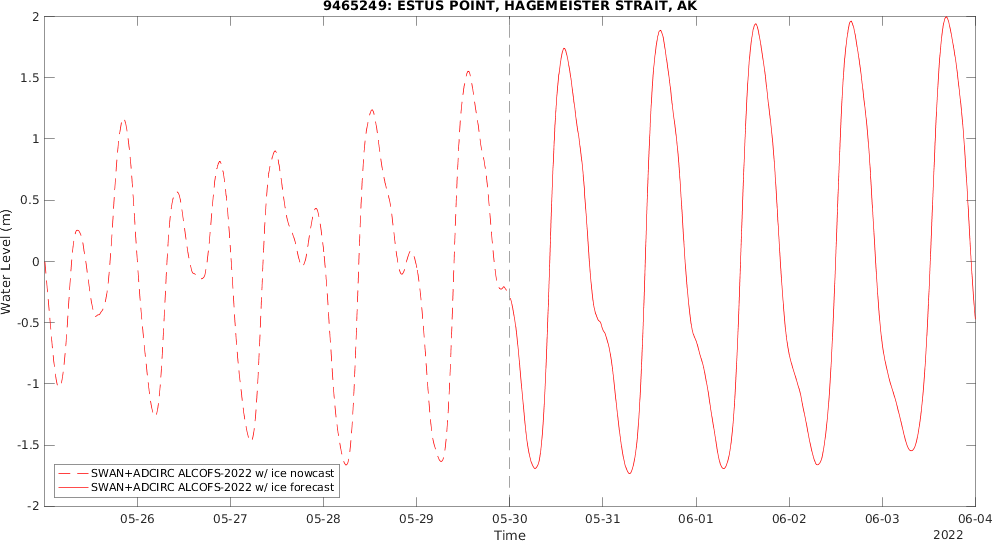 9465249: ESTUS POINT, HAGEMEISTER STRAIT, AK
2
1.5
1
0.5
0
-0.5
-1
-1.5
-2
Water Level (m)
SWAN+ADCIRC ALCOFS-2022 w/ ice nowcast
SWAN+ADCIRC ALCOFS-2022 w/ ice forecast
05-26 05-27 05-28 05-29 05-30 05-31 06-01 06-02 06-03 06-04
Time
2022